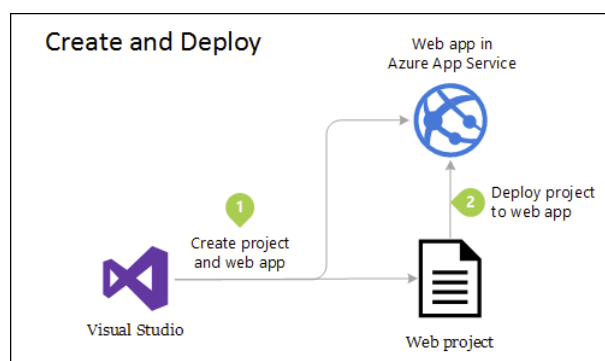 Create and Deploy
Web app in
Azure App Service
1
Create project
and web app
2
Deploy project
to web app
Visual Studio
Web project